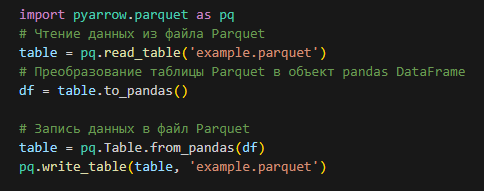 import pyarrow.parquet as pq
# Чтение данных из файла Parquet
table = pq.read_table('example.parquet')
# Преобразование таблицы Parquet в объект pandas DataFrame
df = table.to_pandas()
# Запись данных в файл Parquet
table = pq.Table.from_pandas(df)
pq.write_table(table, 'example.parquet')